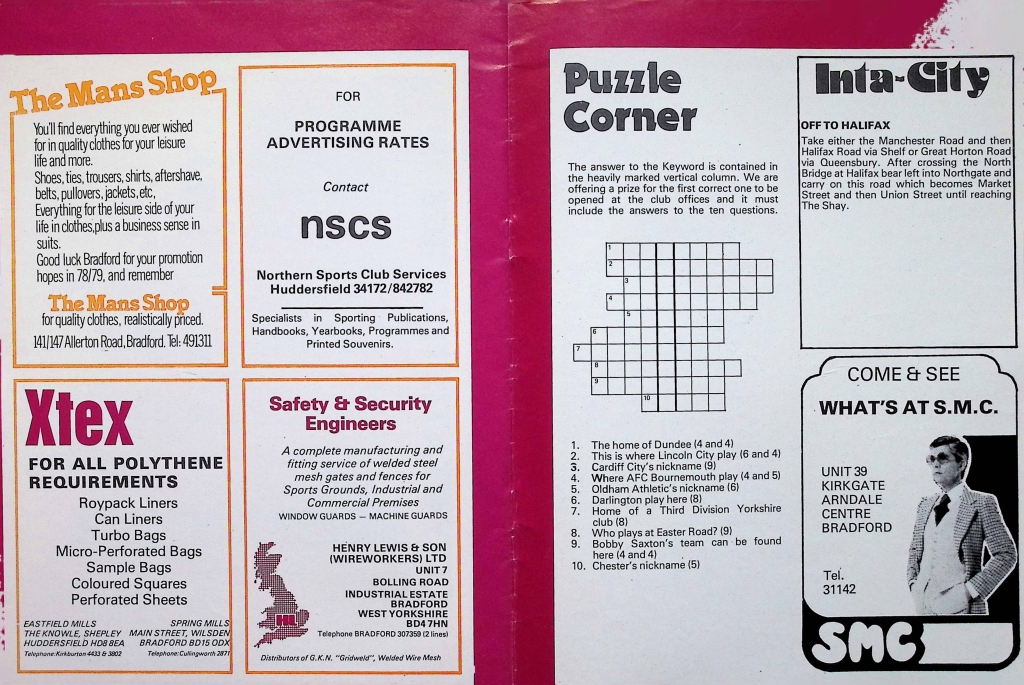 The Mans Shop
You'll find everything you ever wished
for in quality clothes for your leisure
life and more.
Shoes, ties, trousers, shirts, aftershave,
belts, pullovers, jackets, etc,
Everything for the leisure side of your
life in clothes, plus a business sense in
suits.
Good luck Bradford for your promotion
hopes in 78/79, and remember
The Mans Shop
for quality clothes, realistically priced.
141/147 Allerton Road, Bradford. Tel: 491311
FOR
PROGRAMME
ADVERTISING RATES
Contact
nscs
Northern Sports Club Services
Huddersfield 34172/842782
Specialists in Sporting Publications,
Handbooks, Yearbooks, Programmes and
Printed Souvenirs.
Xtex
FOR ALL POLYTHENE
REQUIREMENTS
Roypack Liners
Can Liners
Turbo Bags
Micro-Perforated Bags
Sample Bags
Coloured Squares
Perforated Sheets
EASTFIELD MILLS
THE KNOWLE, SHEPLEY
HUDDERSFIELD HD8 8EA
Telephone: Kirkburton 4433 & 3802
SPRING MILLS
MAIN STREET, WILSDEN
BRADFORD BD15 0DX
Telephone: Cullingworth 2871
Safety & Security
Engineers
A complete manufacturing and
fitting service of welded steel
mesh gates and fences for
Sports Grounds, Industrial and
Commercial Premises
WINDOW GUARDS — MACHINE GUARDS
HL
HENRY LEWIS & SON
(WIREWORKERS) LTD
UNIT 7
BOLLING ROAD
INDUSTRIAL ESTATE
BRADFORD
WEST YORKSHIRE
BD4 7HN
Telephone BRADFORD 307359 (2 lines)
Distributors of G.K.N. "Gridweld", Welded Wire Mesh
Puzzle
Corner
The answer to the Keyword is contained in
the heavily marked vertical column. We are
offering a prize for the first correct one to be
opened at the club offices and it must
include the answers to the ten questions.
1
2
3
4
5
6
7
8
9
10
1. The home of Dundee (4 and 4)
2. This is where Lincoln City play (6 and 4)
3. Cardiff City's nickname (9)
4. Where AFC Bournemouth play (4 and 5)
5. Oldham Athletic's nickname (6)
6. Darlington play here (8)
7. Home of a Third Division Yorkshire
club (8)
8. Who plays at Easter Road? (9)
9. Bobby Saxton's team can be found
here (4 and 4)
10. Chester's nickname (5)
Inta-City
OFF TO HALIFAX
Take either the Manchester Road and then
Halifax Road via Shelf or Great Horton Road
via Queensbury. After crossing the North
Bridge at Halifax bear left into Northgate and
carry on this road which becomes Market
Street and then Union Street until reaching
The Shay.
COME & SEE
WHAT'S AT S.M.C.
UNIT 39
KIRKGATE
ARNDALE
CENTRE
BRADFORD
Tel.
31142
SMC